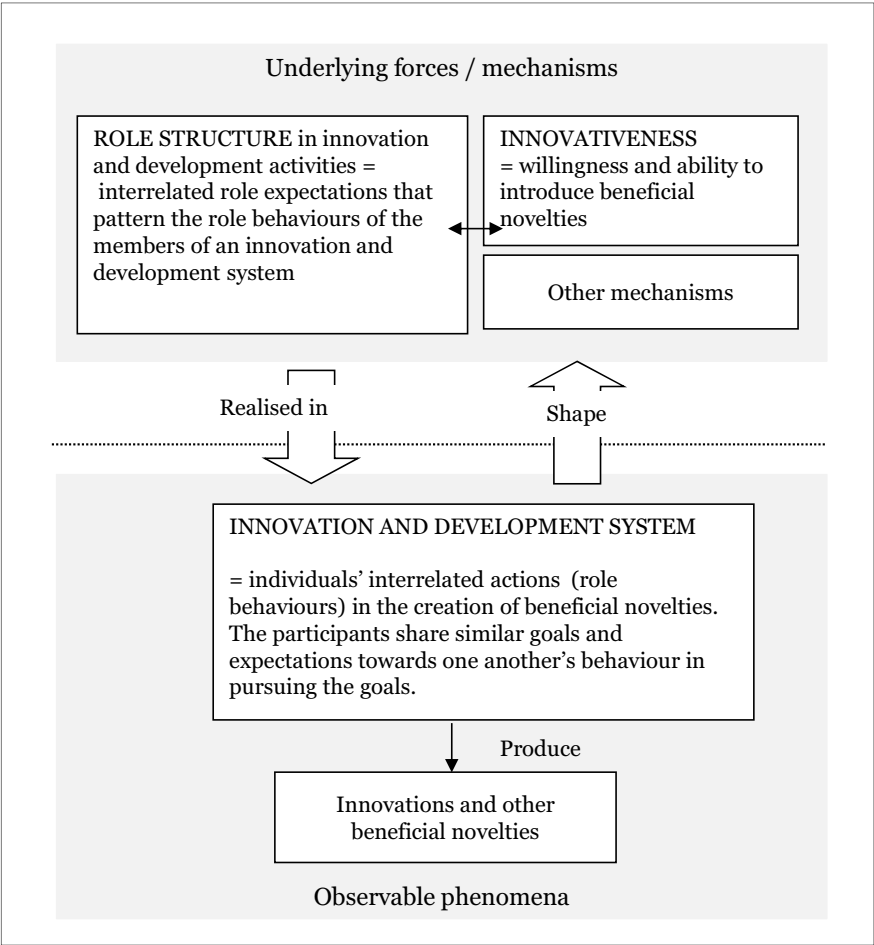 Underlying forces / mechanisms
ROLE STRUCTURE in innovation
and development activities =
interrelated role expectations that
pattern the role behaviours of the
members of an innovation and
development system
INNOVATIVENESS
= willingness and ability to
introduce beneficial
novelties
Other mechanisms
Realised in
Shape
INNOVATION AND DEVELOPMENT SYSTEM
= individuals’ interrelated actions (role
behaviours) in the creation of beneficial novelties.
The participants share similar goals and
expectations towards one another’s behaviour in
pursuing the goals.
Produce
Innovations and other
beneficial novelties
Observable phenomena